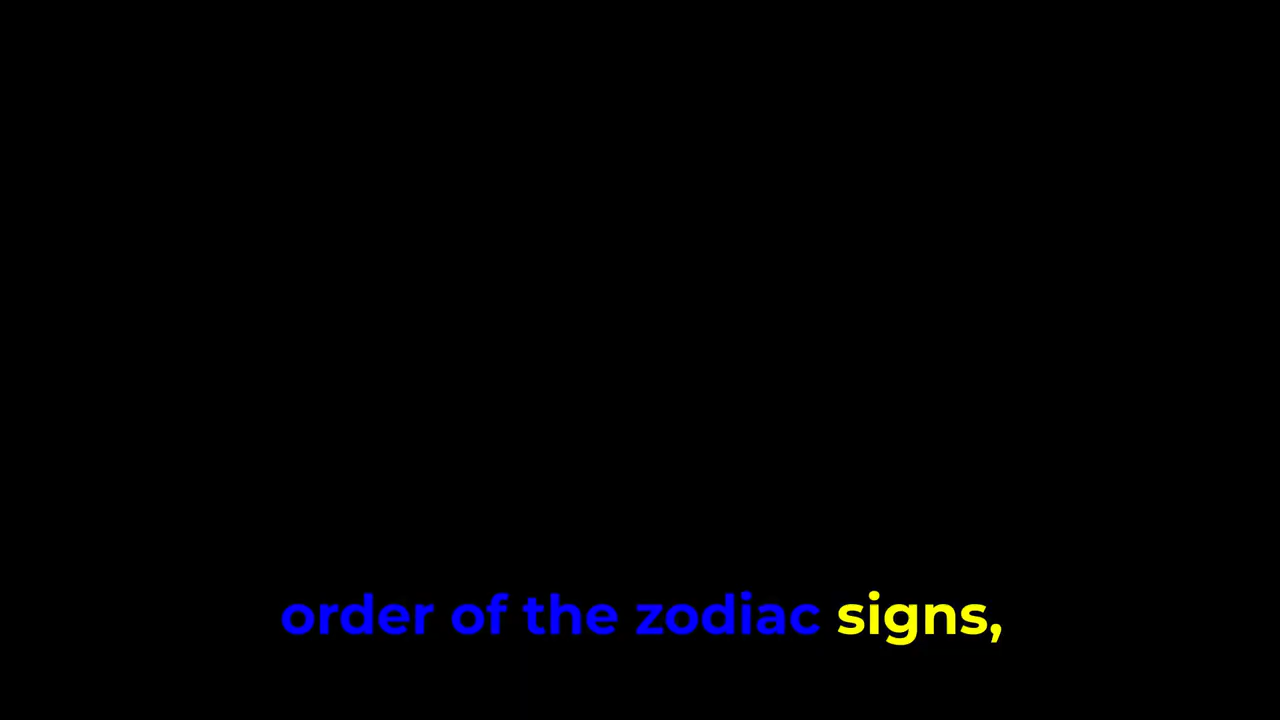 order of the zodiac signs,